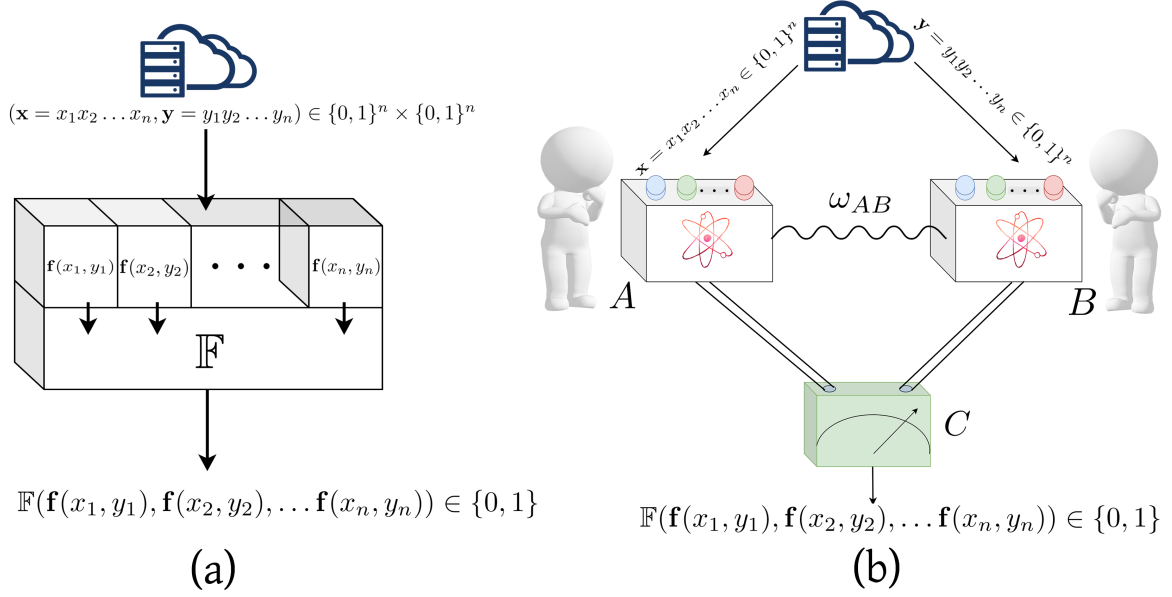 (𝐱 = x₁x₂ … xₙ, 𝐲 = y₁y₂ … yₙ) ∈ {0, 1}ⁿ × {0, 1}ⁿ
𝐟(x₁, y₁) 𝐟(x₂, y₂) • • • 𝐟(xₙ, yₙ)
𝔽
𝔽(𝐟(x₁, y₁), 𝐟(x₂, y₂), … 𝐟(xₙ, yₙ)) ∈ {0, 1}
(a)
𝐱 = x₁x₂ … xₙ ∈ {0, 1}ⁿ
𝒚 = y₁y₂ … yₙ ∈ {0, 1}ⁿ
ω_AB
A
B
C
𝔽(𝐟(x₁, y₁), 𝐟(x₂, y₂), … 𝐟(xₙ, yₙ)) ∈ {0, 1}
(b)